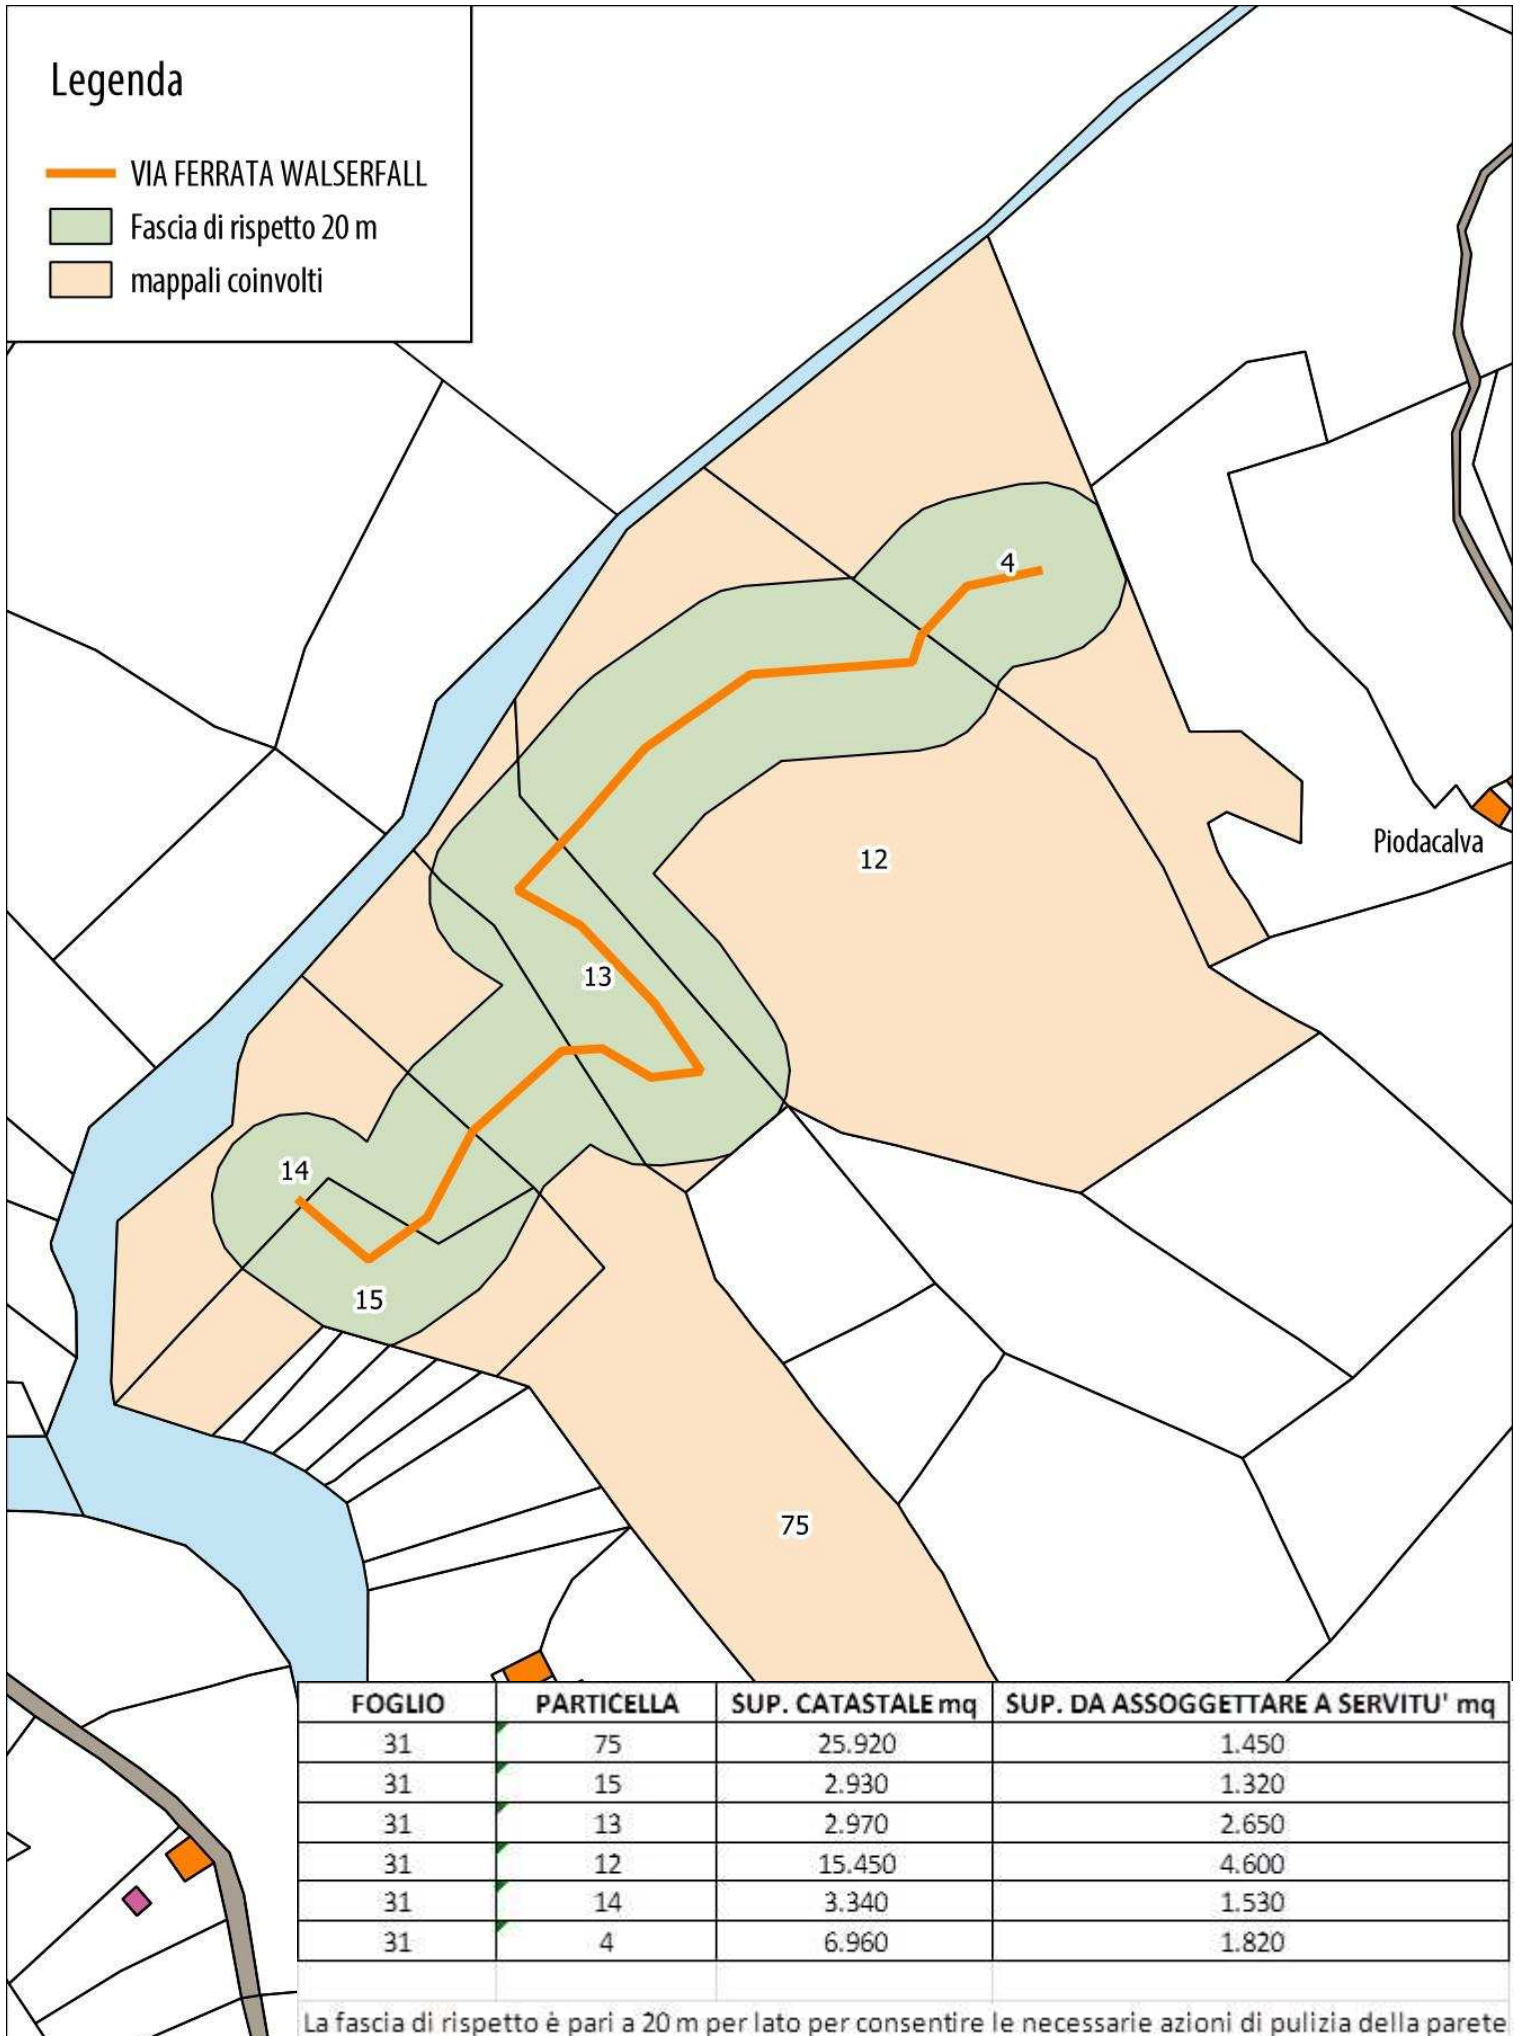 Legenda
VIA FERRATA WALSERFALL
Fascia di rispetto 20 m
mappali coinvolti
4
Piodacalva
12
13
14
15
75
FOGLIO PARTICELLA SUP. CATASTALE mq SUP. DA ASSOGGETTARE A SERVITU' mq
31 75 25.920 1.450
31 15 2.930 1.320
31 13 2.970 2.650
31 12 15.450 4.600
31 14 3.340 1.530
31 4 6.960 1.820
La fascia di rispetto è pari a 20 m per lato per consentire le necessarie azioni di pulizia della parete